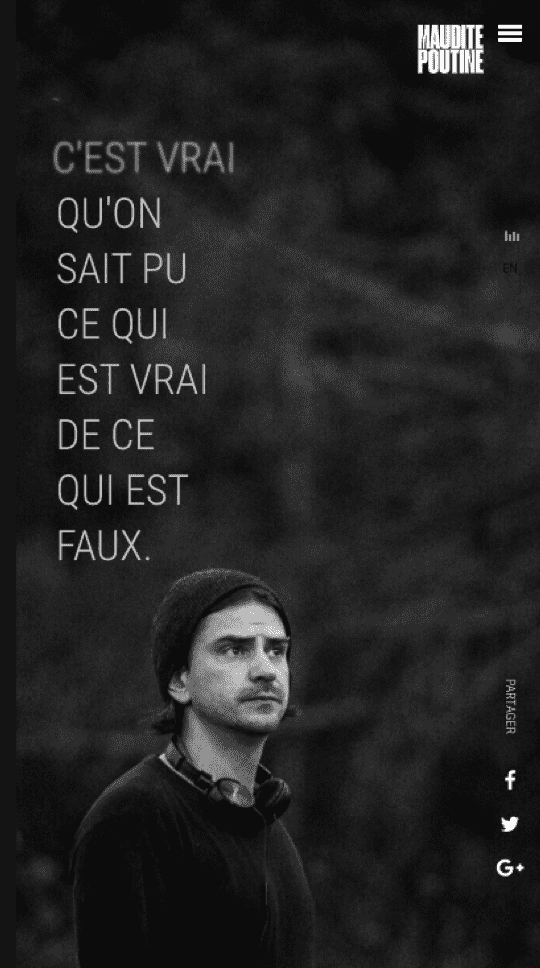 MAUDITE
POUTINE
C'EST VRAI
QU'ON
SAIT PU
CE QUI
EST VRAI
DE CE
QUI EST
FAUX.
EN
PARTAGER
f
G+